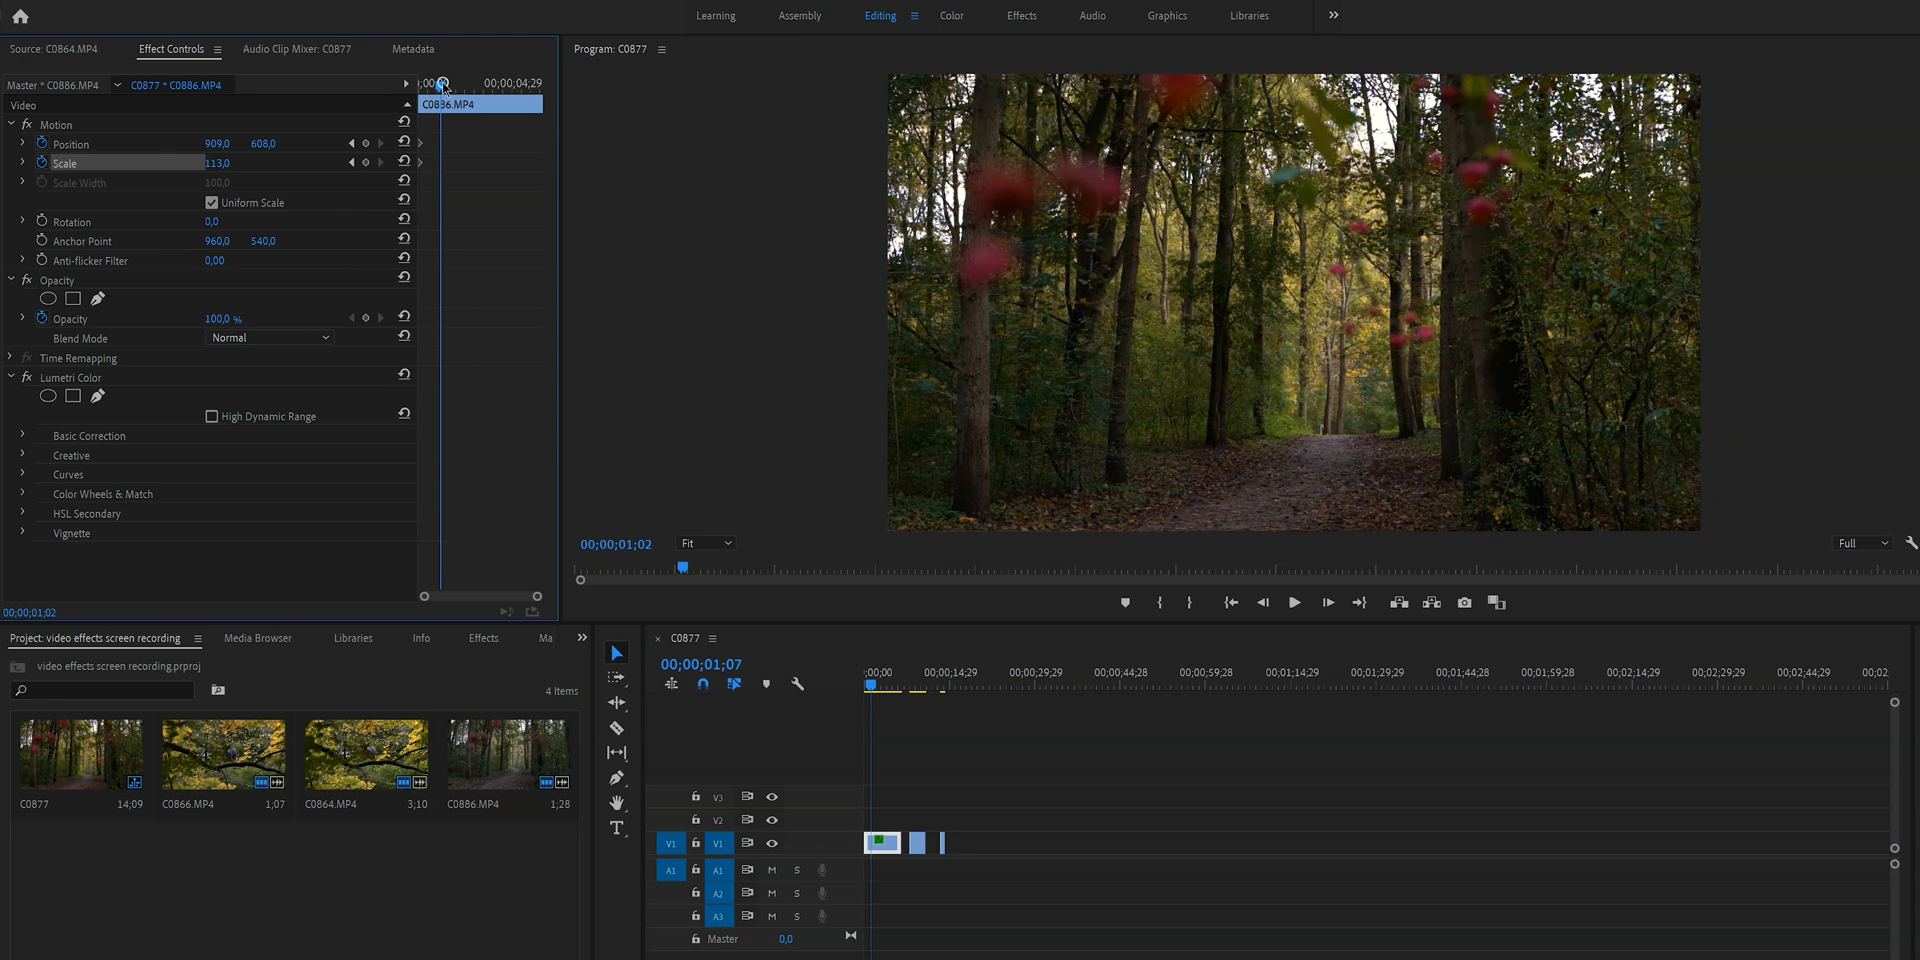 Learning Assembly Editing Color Effects Audio Graphics Libraries
Source: C0864.MP4 Effect Controls Audio Clip Mixer: C0877 Metadata
Program: C0877
Master * C0886.MP4 C0877 * C0886.MP4
00;00;04;29
Video
C0886.MP4
fx Motion
Position 909,0 608,0
Scale 113,0
Scale Width 100,0
Uniform Scale
Rotation 0,0
Anchor Point 960,0 540,0
Anti-flicker Filter 0,00
fx Opacity
Opacity 100,0 %
Blend Mode Normal
fx Time Remapping
fx Lumetri Color
High Dynamic Range
Basic Correction
Creative
Curves
Color Wheels & Match
HSL Secondary
Vignette
00;00;01;02
00;00;01;02 Fit Full
Project: video effects screen recording Media Browser Libraries Info Effects Ma
video effects screen recording.prproj
4 Items
C0877 14;09
C0866.MP4 1;07
C0864.MP4 3;10
C0886.MP4 1;28
× C0877
00;00;01;07
;00;00 00;00;14;29 00;00;29;29 00;00;44;28 00;00;59;28 00;01;14;29 00;01;29;29 00;01;44;28 00;01;59;28 00;02;14;29 00;02;29;29 00;02;44;29 00;02
V3
V2
V1 V1
A1 A1 M S
A2 M S
A3 M S
Master 0,0
T